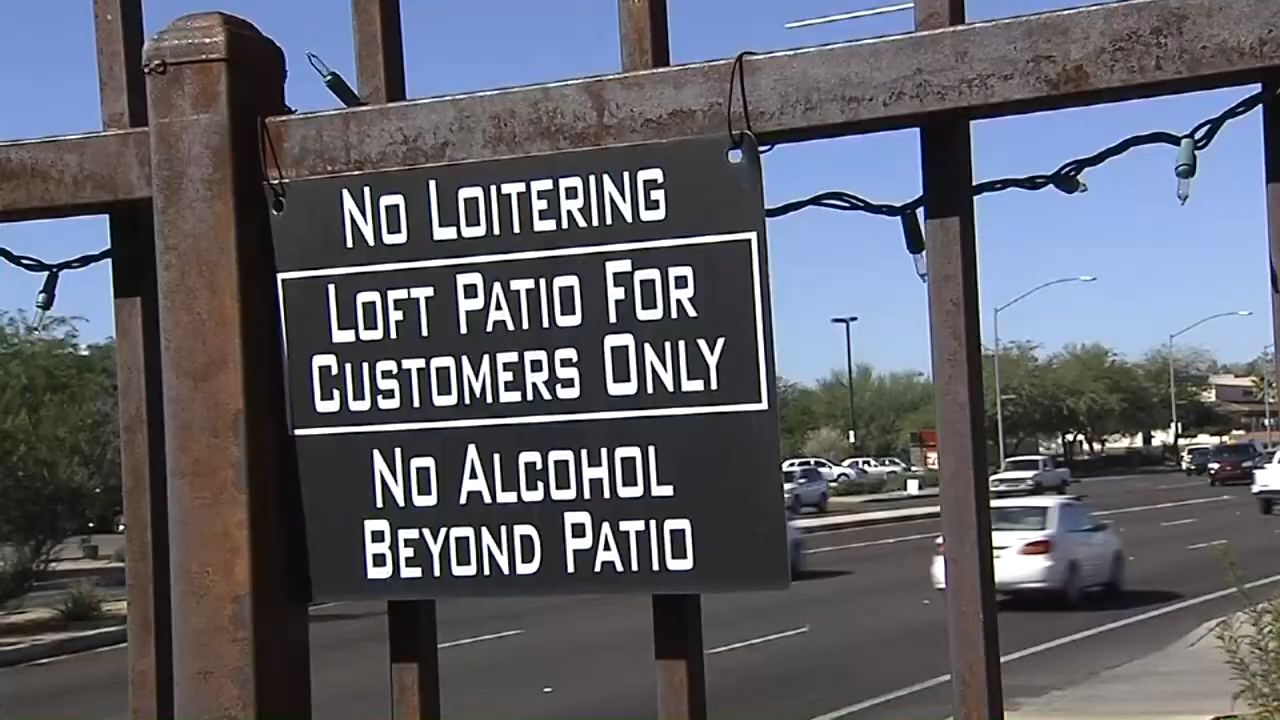 No Loitering
Loft Patio For
Customers Only
No Alcohol
Beyond Patio